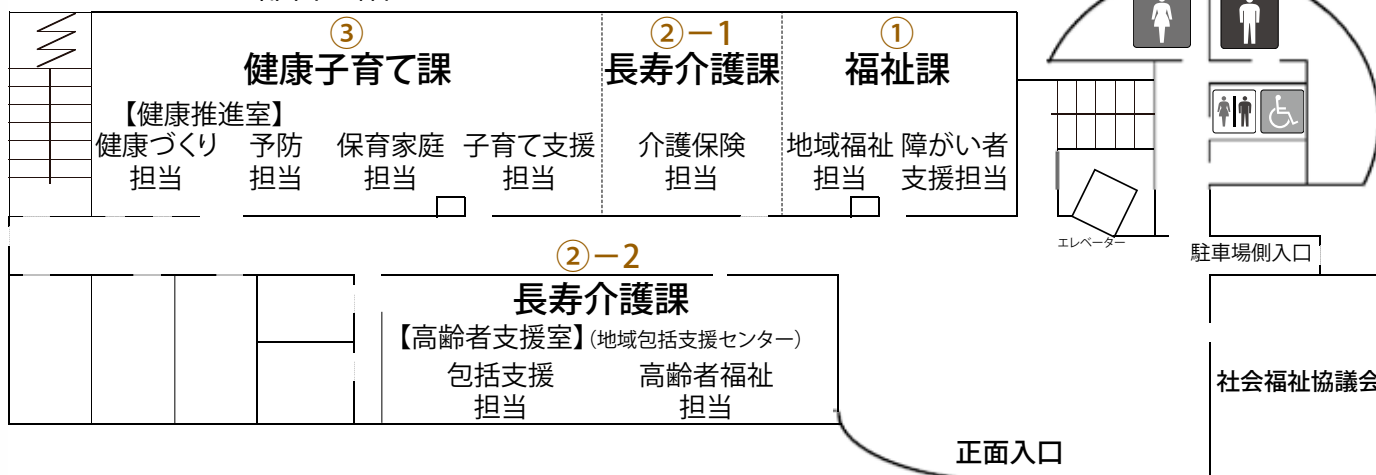 ③
健康子育て課
【健康推進室】
健康づくり
担当
予防
担当
保育家庭
担当
子育て支援
担当
②－1
長寿介護課
介護保険
担当
①
福祉課
地域福祉
担当
障がい者
支援担当
エレベーター
駐車場側入口
②－2
長寿介護課
【高齢者支援室】（地域包括支援センター）
包括支援
担当
高齢者福祉
担当
社会福祉協議会
正面入口